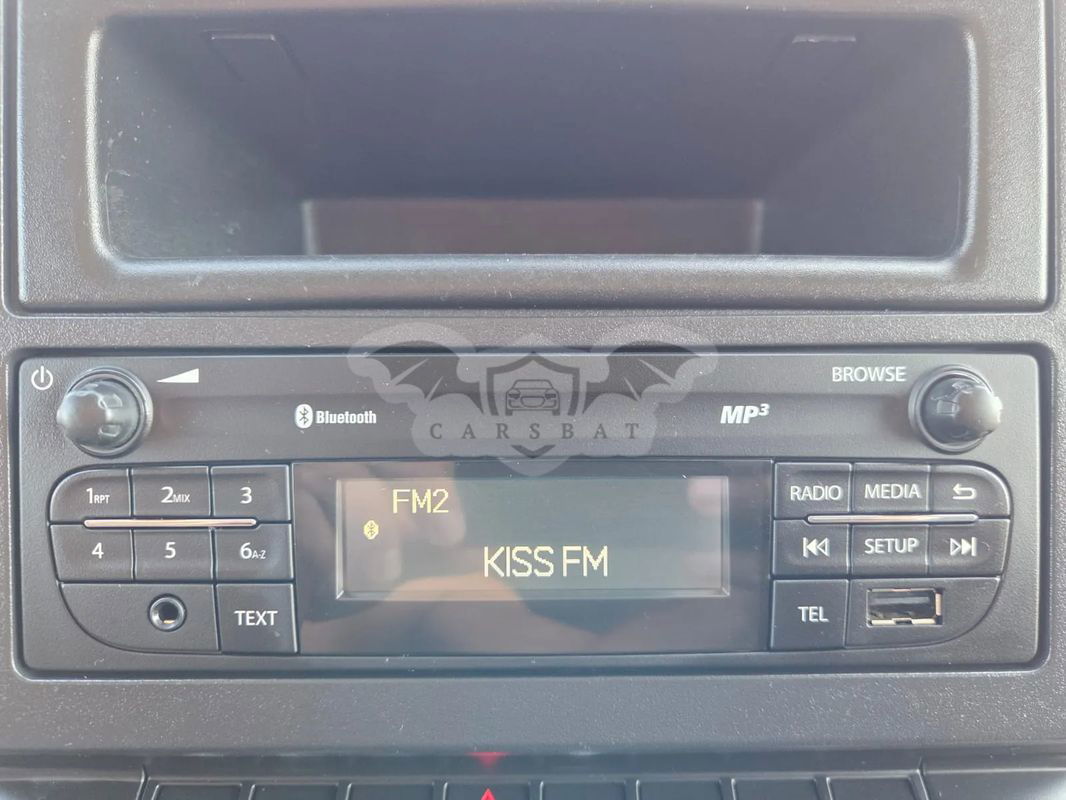 BROWSE
Bluetooth
CARSBAT
MP3
1RPT
2MIX
3
FM2
RADIO
MEDIA
4
5
6A-Z
KISS FM
SETUP
TEXT
TEL